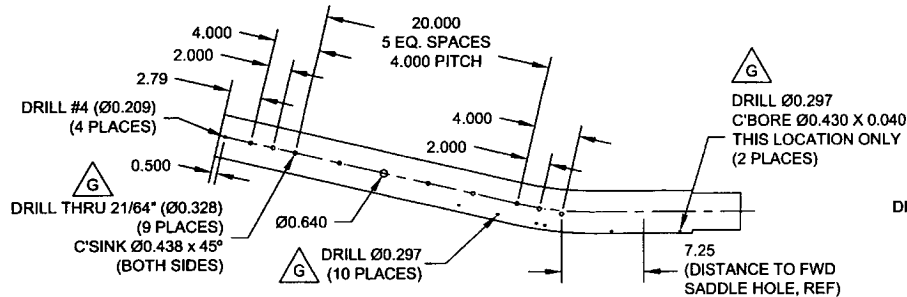 4.000
2.000
2.79
20.000
5 EQ. SPACES
4.000 PITCH
4.000
2.000
G
DRILL Ø0.297
C'BORE Ø0.430 X 0.040
THIS LOCATION ONLY
(2 PLACES)
DRILL #4 (Ø0.209)
(4 PLACES)
0.500
G
DRILL THRU 21/64" (Ø0.328)
(9 PLACES)
C'SINK Ø0.438 x 45°
(BOTH SIDES)
Ø0.640
G
DRILL Ø0.297
(10 PLACES)
7.25
(DISTANCE TO FWD
SADDLE HOLE, REF)